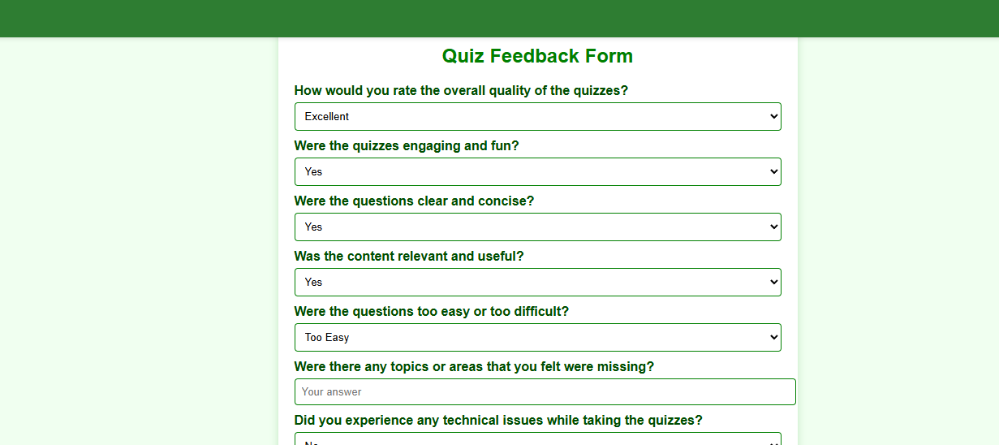 Quiz Feedback Form
How would you rate the overall quality of the quizzes?
Excellent
Were the quizzes engaging and fun?
Yes
Were the questions clear and concise?
Yes
Was the content relevant and useful?
Yes
Were the questions too easy or too difficult?
Too Easy
Were there any topics or areas that you felt were missing?
Your answer
Did you experience any technical issues while taking the quizzes?
No